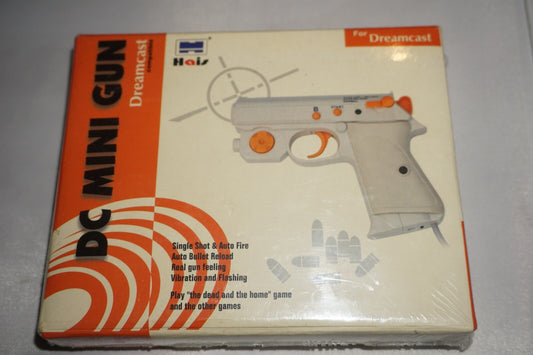 DC MINI GUN
Dreamcast
Hais
For Dreamcast
B
START
Single Shot & Auto Fire
Auto Bullet Reload
Real gun feeling
Vibration and Flashing
Play "the dead and the home" game
and the other games